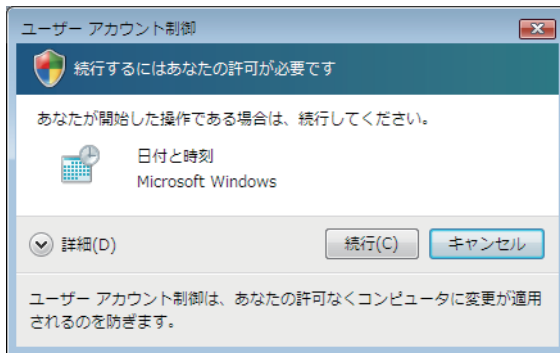 ユーザー アカウント制御
続行するにはあなたの許可が必要です
あなたが開始した操作である場合は、続行してください。
日付と時刻
Microsoft Windows
詳細(D)
続行(C)
キャンセル
ユーザー アカウント制御は、あなたの許可なくコンピュータに変更が適用
されるのを防ぎます。